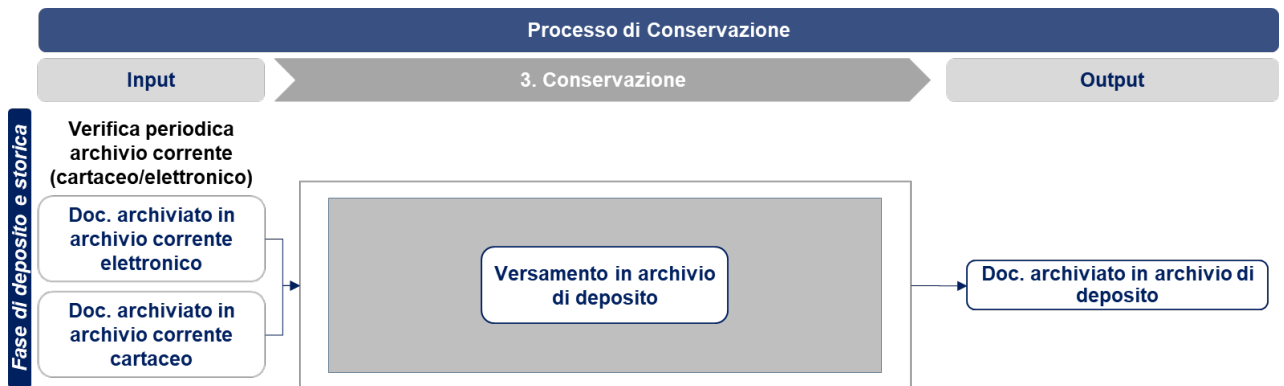 Processo di Conservazione
Input
3. Conservazione
Output
Fase di deposito e storica
Verifica periodica
archivio corrente
(cartaceo/elettronico)
Doc. archiviato in
archivio corrente
elettronico
Doc. archiviato in
archivio corrente
cartaceo
Versamento in archivio
di deposito
Doc. archiviato in archivio di
deposito